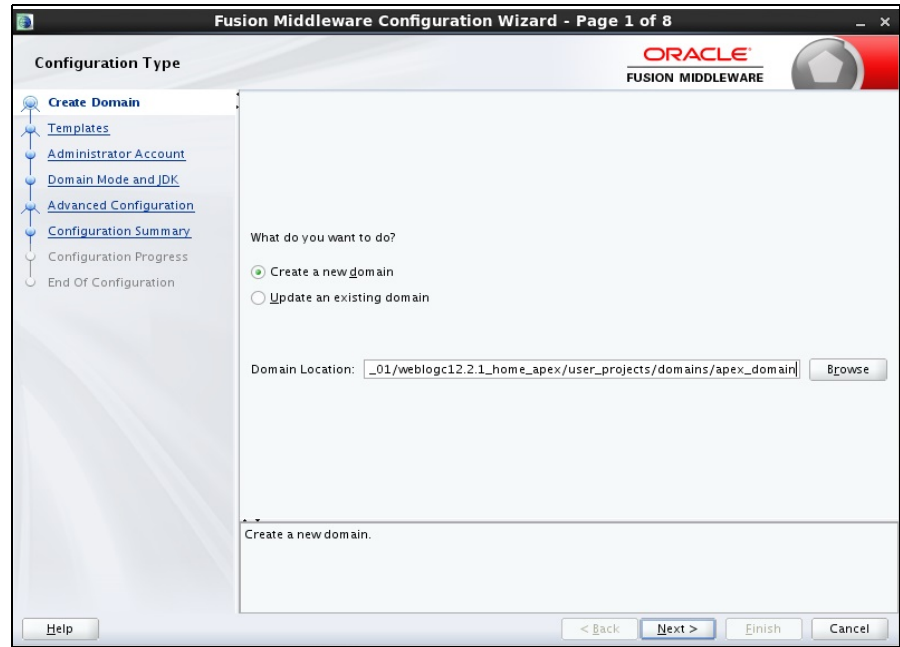 Fusion Middleware Configuration Wizard - Page 1 of 8
Configuration Type
ORACLE
FUSION MIDDLEWARE
Create Domain
Templates
Administrator Account
Domain Mode and JDK
Advanced Configuration
Configuration Summary
Configuration Progress
End Of Configuration
What do you want to do?
Create a new domain
Update an existing domain
Domain Location: _01/weblogc12.2.1_home_apex/user_projects/domains/apex_domain Browse
Create a new domain.
Help < Back Next > Finish Cancel